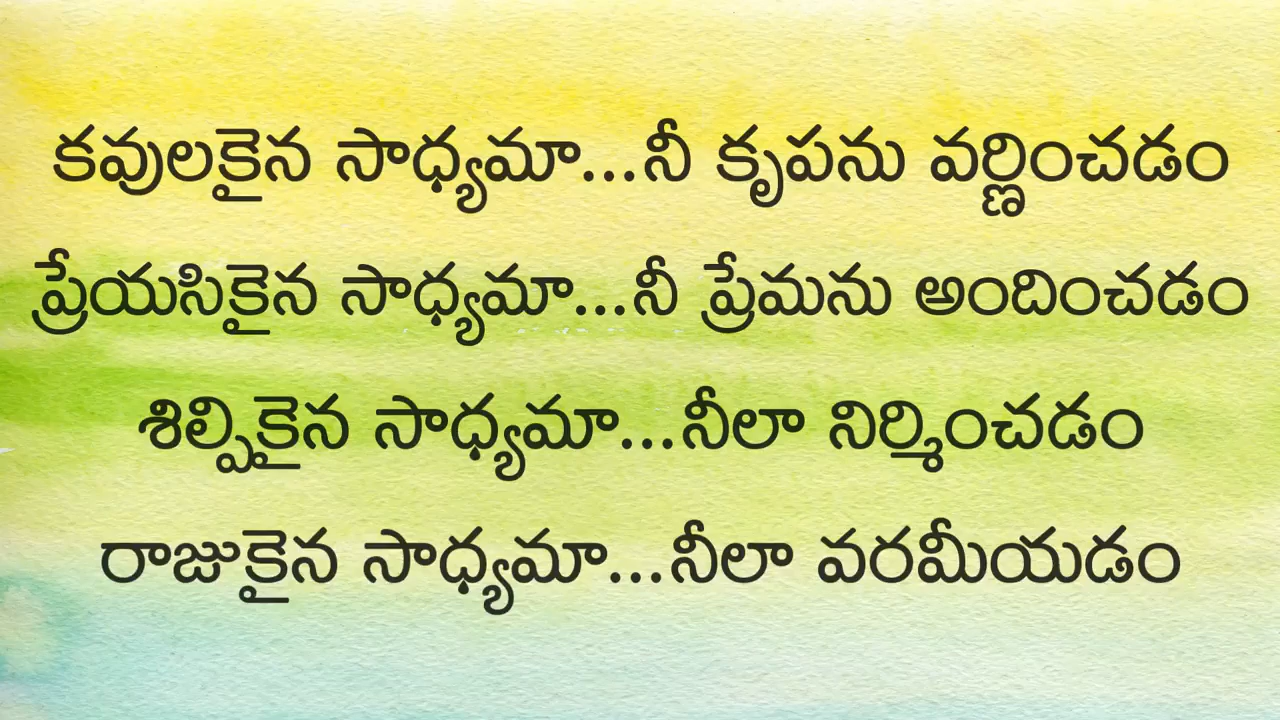 కవులకైన సాధ్యమా...నీ కృపను వర్ణించడం
ప్రేయసికైన సాధ్యమా...నీ ప్రేమను అందించడం
శిల్పికైన సాధ్యమా...నీలా నిర్మించడం
రాజుకైన సాధ్యమా...నీలా వరమీయడం